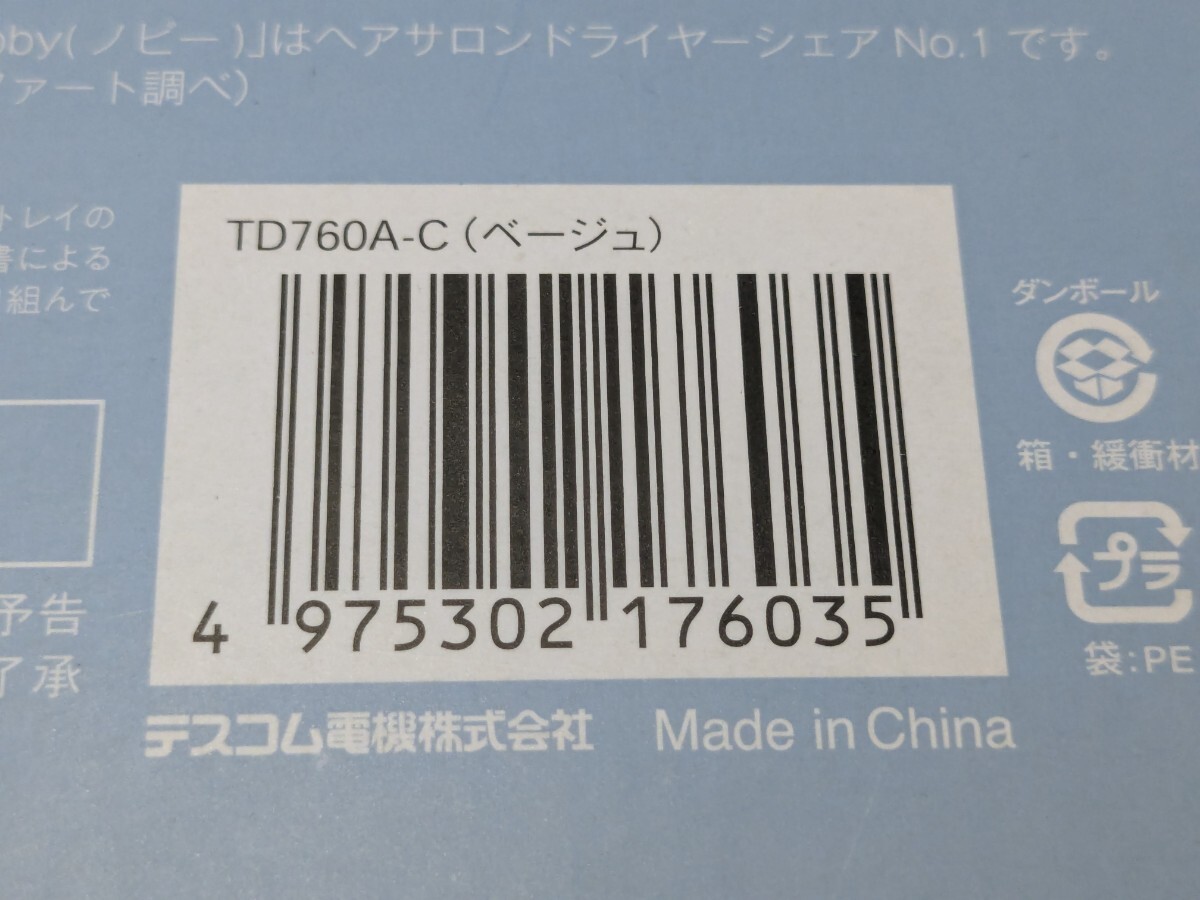 oby(ノビー)」はヘアサロンドライヤーシェア No.1 です。
ァート調べ)
トレイの
書による
組んで
TD760A-C(ベージュ)
4 975302 176035
ダンボール
箱・緩衝材
プラ
袋:PE
予告
了承
テスコム電機株式会社 Made in China